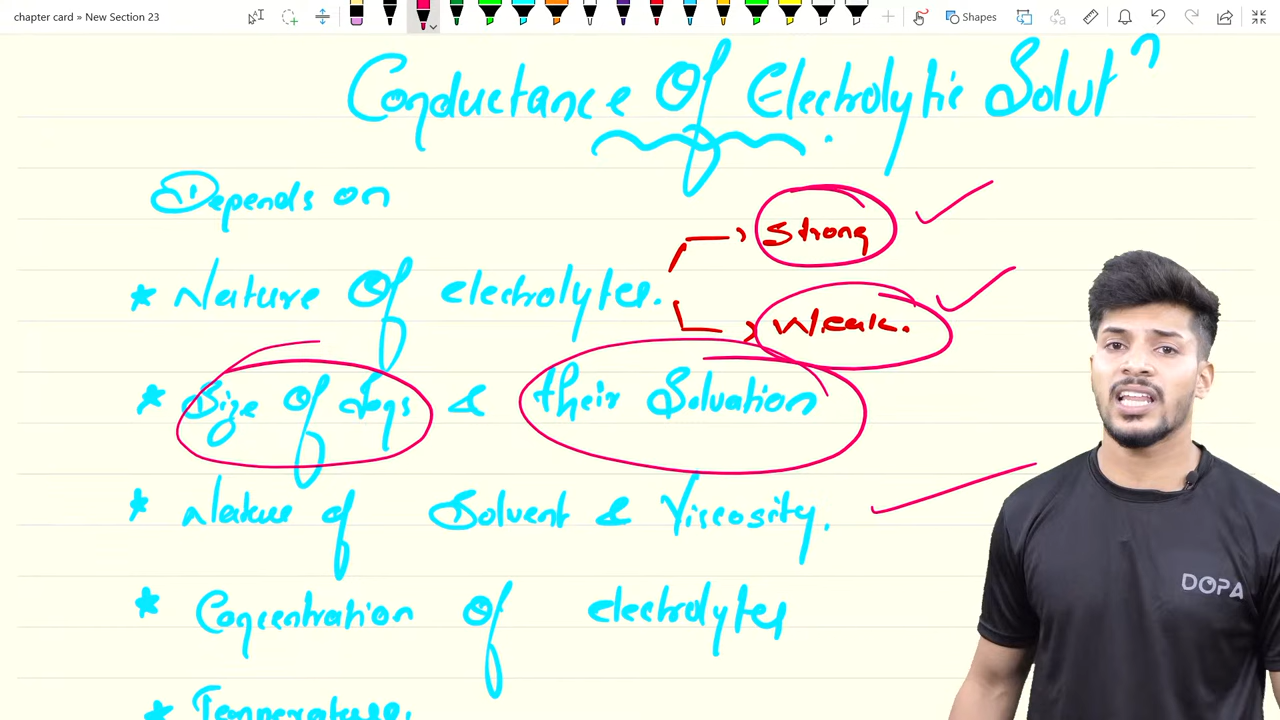 chapter card » New Section 23
Shapes
Conductance Of Electrolytic Solutⁿ
Depends on
Strong
* Nature Of electrolytes.
Weak.
* Size Of Ions & their Solvation
* Nature of Solvent & Viscosity.
* Concentration Of electrolytes
* Temperature.
DOPA